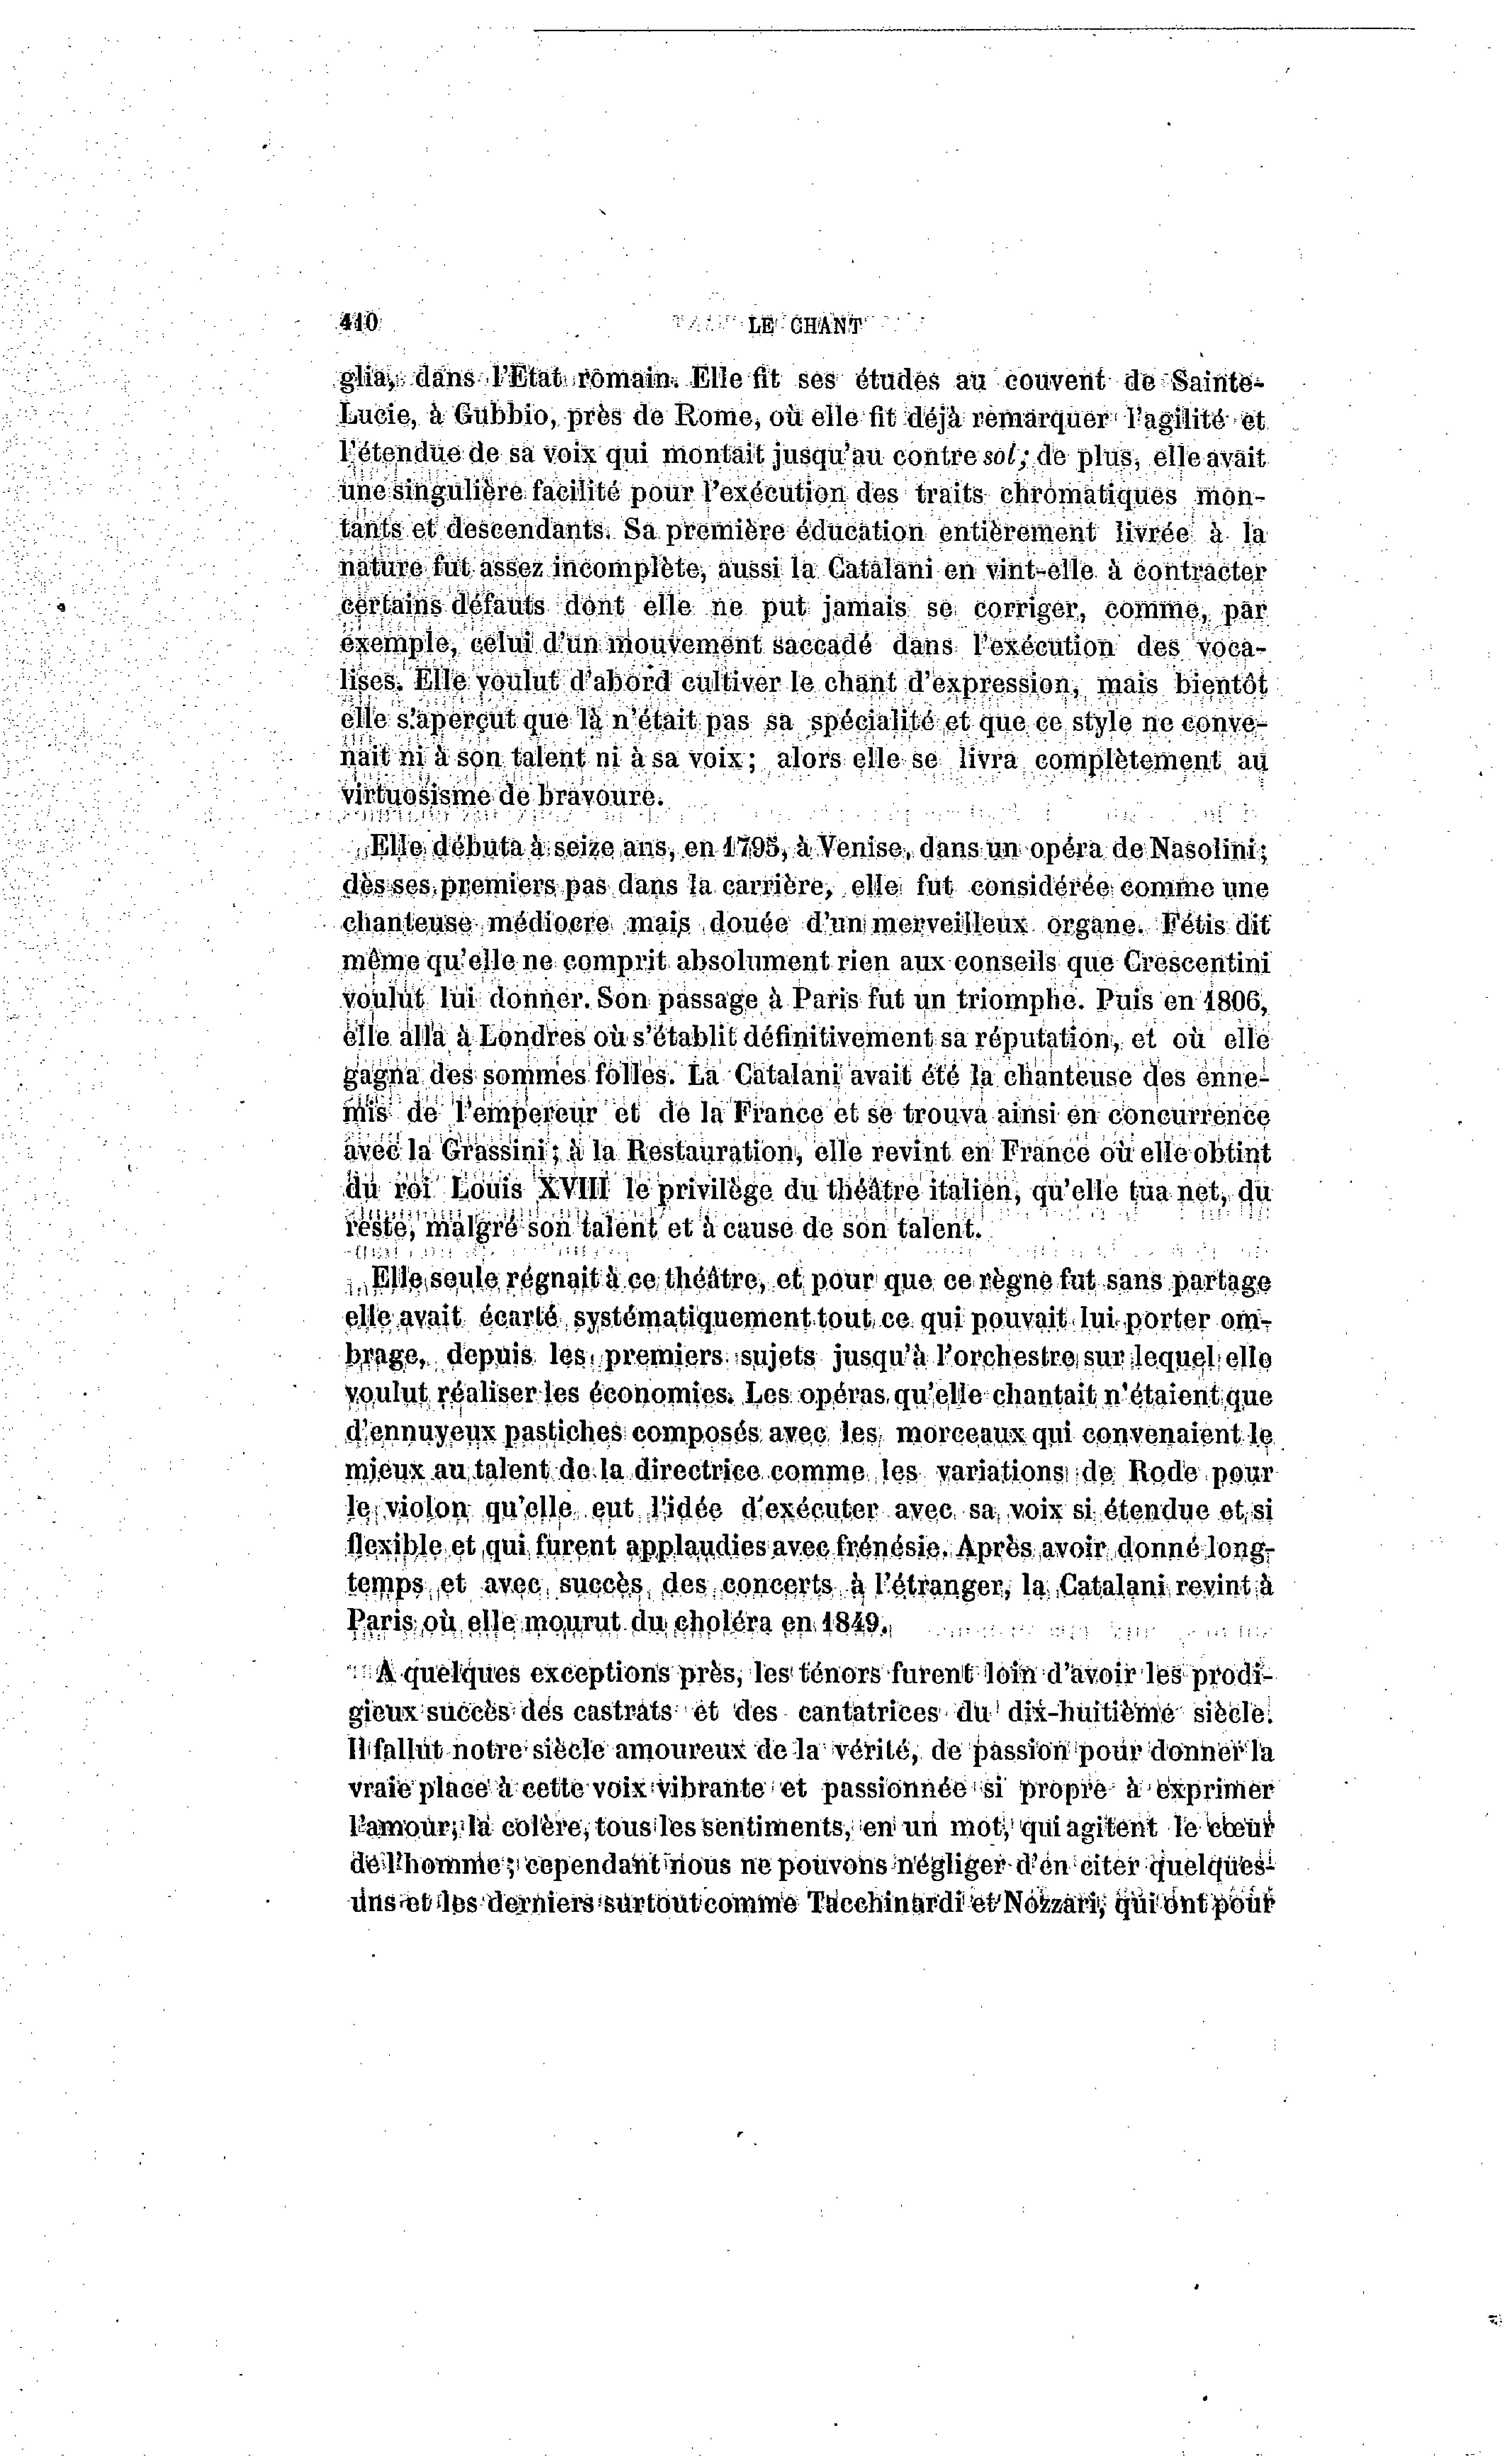 440 LE CHANT
glia, dans l'État romain. Elle fit ses études au couvent de Sainte-
Lucie, à Gubbio, près de Rome, où elle fit déjà remarquer l'agilité et
l'étendue de sa voix qui montait jusqu'au contre sol; de plus, elle avait
une singulière facilité pour l'exécution des traits chromatiques mon-
tants et descendants. Sa première éducation entièrement livrée à la
nature fut assez incomplète, aussi la Catalani en vint-elle à contracter
certains défauts dont elle ne put jamais se corriger, comme, par
exemple, celui d'un mouvement saccadé dans l'exécution des voca-
lises. Elle voulut d'abord cultiver le chant d'expression, mais bientôt
elle s'aperçut que là n'était pas sa spécialité et que ce style ne conve-
nait ni à son talent ni à sa voix; alors elle se livra complètement au
virtuosisme de bravoure.
Elle débuta à seize ans, en 1795, à Venise, dans un opéra de Nasolini;
dès ses premiers pas dans la carrière, elle fut considérée comme une
chanteuse médiocre mais douée d'un merveilleux organe. Fétis dit
même qu'elle ne comprit absolument rien aux conseils que Crescentini
voulut lui donner. Son passage à Paris fut un triomphe. Puis en 1806,
elle alla à Londres où s'établit définitivement sa réputation, et où elle
gagna des sommes folles. La Catalani avait été la chanteuse des enne-
mis de l'empereur et de la France et se trouva ainsi en concurrence
avec la Grassini; à la Restauration, elle revint en France où elle obtint
du roi Louis XVIII le privilège du théâtre italien, qu'elle tua net, du
reste, malgré son talent et à cause de son talent.
Elle seule régnait à ce théâtre, et pour que ce règne fut sans partage
elle avait écarté systématiquement tout ce qui pouvait lui porter om-
brage, depuis les premiers sujets jusqu'à l'orchestre sur lequel elle
voulut réaliser les économies. Les opéras qu'elle chantait n'étaient que
d'ennuyeux pastiches composés avec les morceaux qui convenaient le
mieux au talent de la directrice comme les variations de Rode pour
le violon qu'elle eut l'idée d'exécuter avec sa voix si étendue et si
flexible et qui furent applaudies avec frénésie. Après avoir donné long-
temps et avec succès des concerts à l'étranger, la Catalani revint à
Paris où elle mourut du choléra en 1849.
A quelques exceptions près, les ténors furent loin d'avoir les prodi-
gieux succès des castrats et des cantatrices du dix-huitième siècle.
Il fallut notre siècle amoureux de la vérité, de passion pour donner la
vraie place à cette voix vibrante et passionnée si propre à exprimer
l'amour, la colère, tous les sentiments, en un mot, qui agitent le cœur
de l'homme; cependant nous ne pouvons négliger d'en citer quelques-
uns et les derniers surtout comme Tacchinardi et Nozzari, qui ont pour